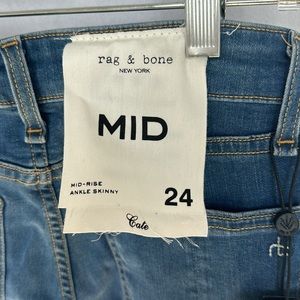 rag & bone
NEW YORK
MID
MID-RISE
ANKLE SKINNY
24
Cate